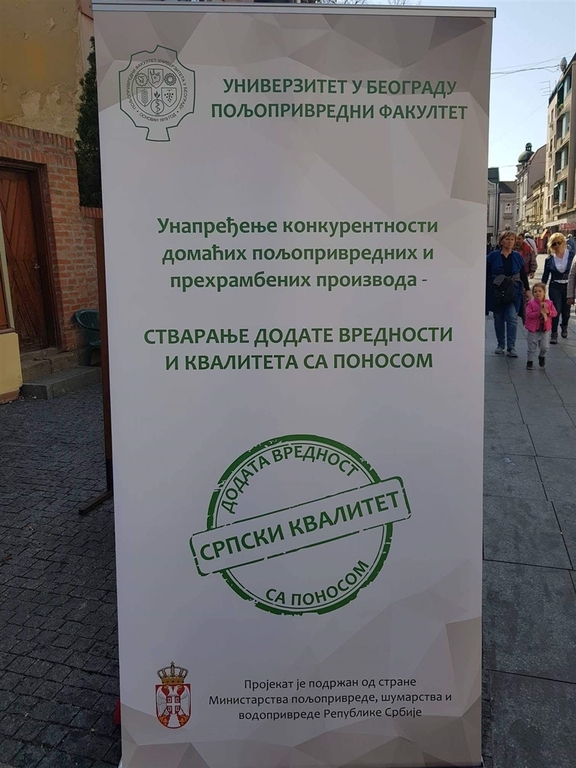 УНИВЕРЗИТЕТ У БЕОГРАДУ
ПОЉОПРИВРЕДНИ ФАКУЛТЕТ
Унапређење конкурентности
домаћих пољопривредних и
прехрамбених производа -
СТВАРАЊЕ ДОДАТЕ ВРЕДНОСТИ
И КВАЛИТЕТА СА ПОНОСОМ
ДОДАТА ВРЕДНОСТ
СРПСКИ КВАЛИТЕТ
СА ПОНОСОМ
Пројекат је подржан од стране
Министарства пољопривреде, шумарства и
водопривреде Републике Србије